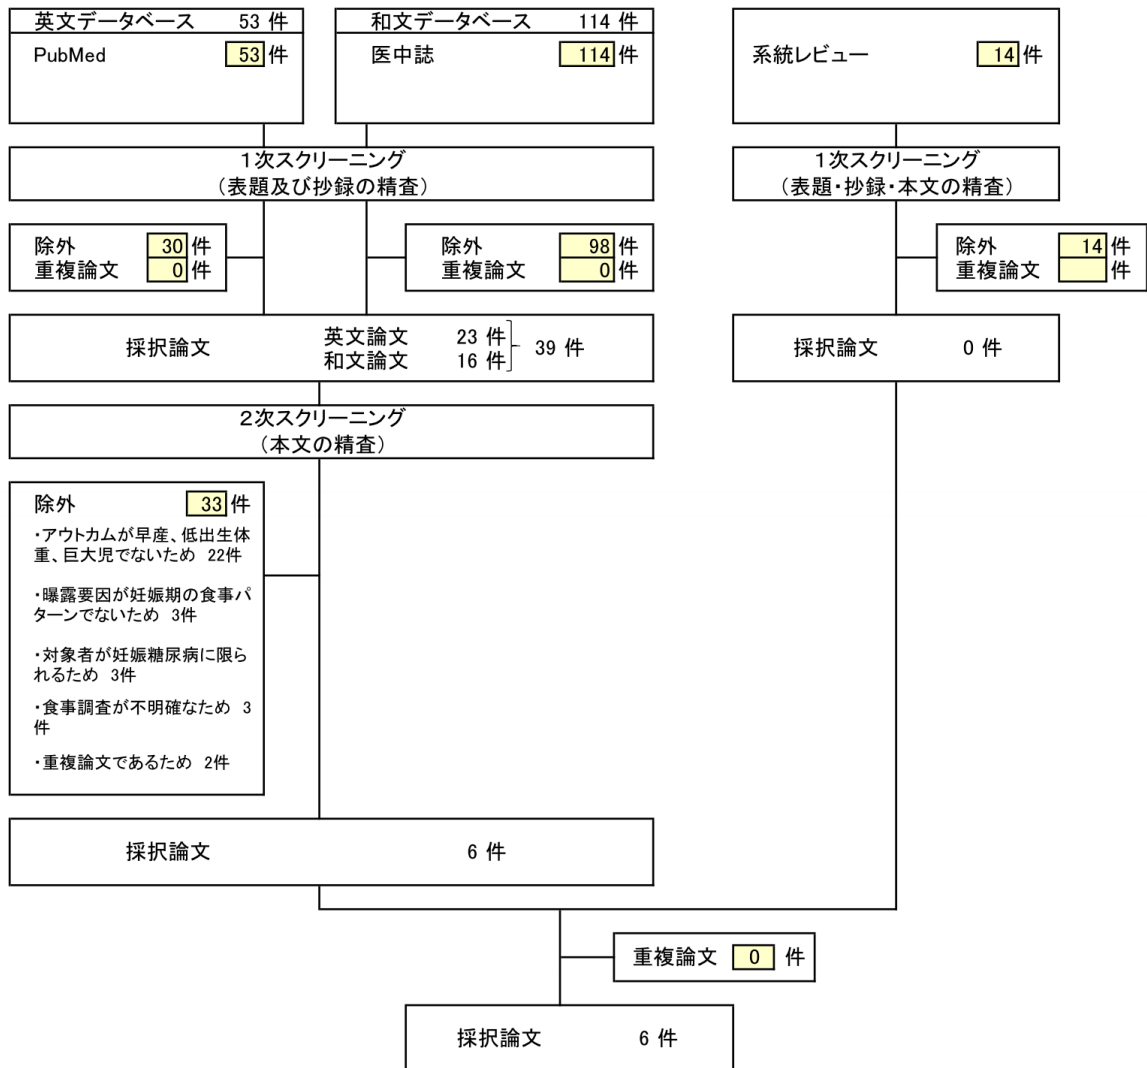 英文データベース 53 件
PubMed 53 件
和文データベース 114 件
医中誌 114 件
系統レビュー 14 件
1次スクリーニング
(表題及び抄録の精査)
1次スクリーニング
(表題・抄録・本文の精査)
除外 30 件
重複論文 0 件
除外 98 件
重複論文 0 件
除外 14 件
重複論文 件
採択論文
英文論文 23 件
和文論文 16 件
39 件
採択論文 0 件
2次スクリーニング
(本文の精査)
除外 33 件
・アウトカムが早産、低出生体
重、巨大児でないため 22件
・曝露要因が妊娠期の食事パ
ターンでないため 3件
・対象者が妊娠糖尿病に限ら
れるため 3件
・食事調査が不明確なため 3
件
・重複論文であるため 2件
採択論文 6 件
重複論文 0 件
採択論文 6 件